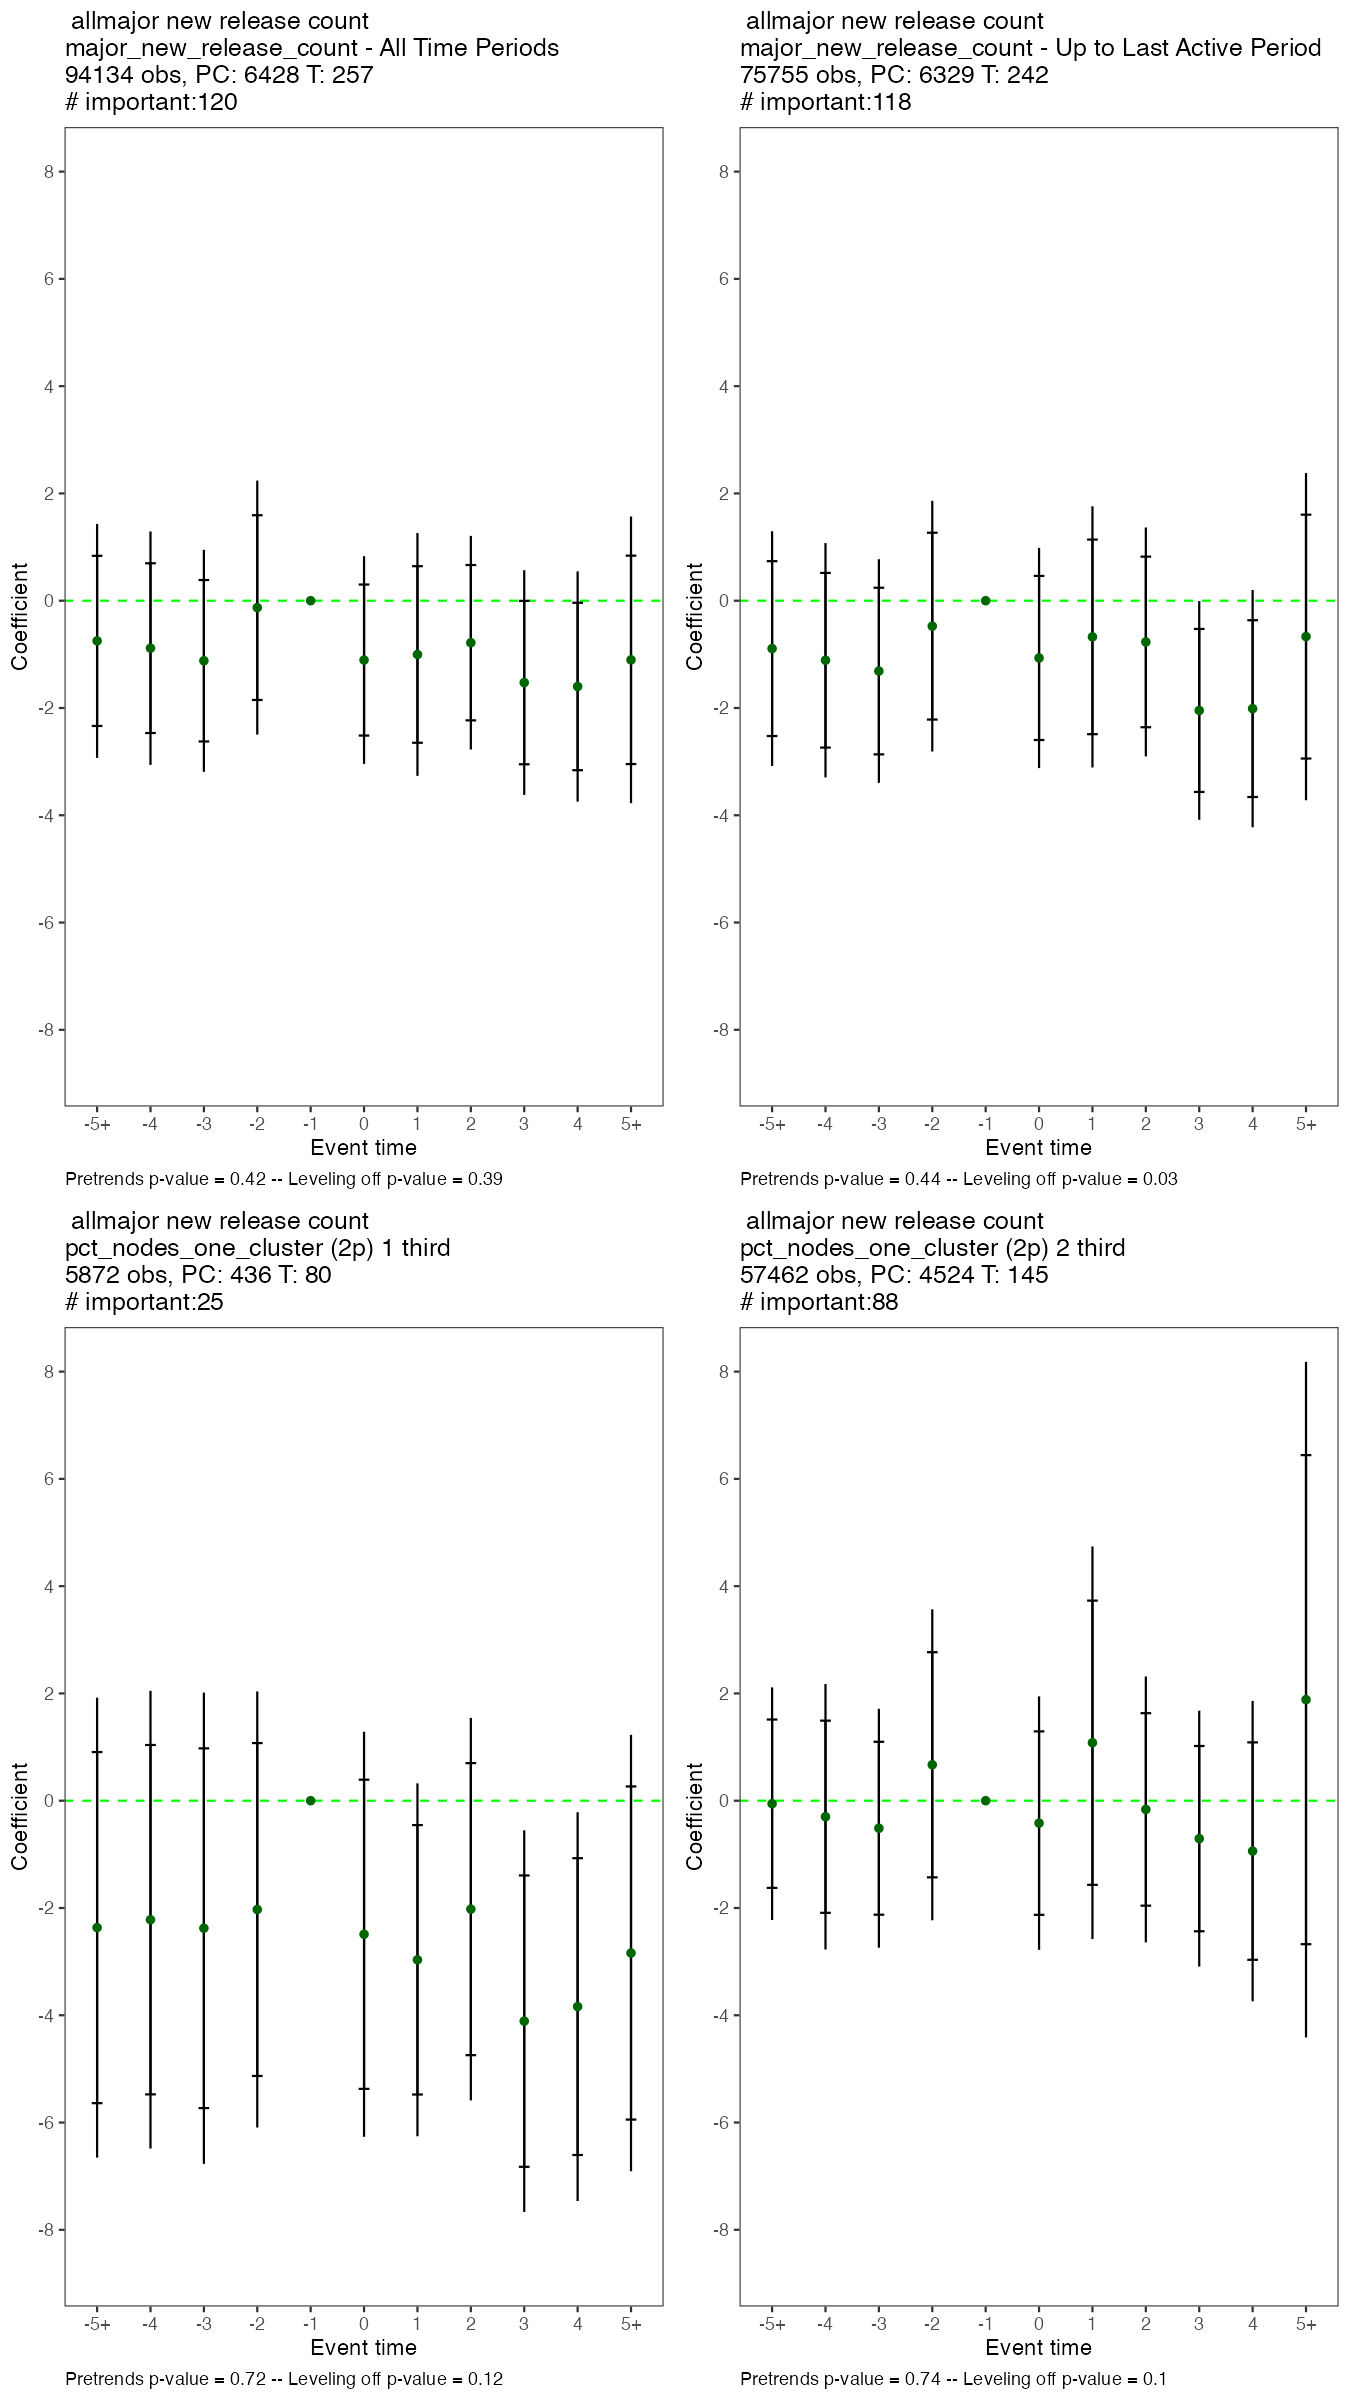 allmajor new release count
major_new_release_count - All Time Periods
94134 obs, PC: 6428 T: 257
# important:120
8
6
4
2
0
-2
-4
-6
-8
Coefficient
-5+ -4 -3 -2 -1 0 1 2 3 4 5+
Event time
Pretrends p-value = 0.42 -- Leveling off p-value = 0.39
allmajor new release count
major_new_release_count - Up to Last Active Period
75755 obs, PC: 6329 T: 242
# important:118
8
6
4
2
0
-2
-4
-6
-8
Coefficient
-5+ -4 -3 -2 -1 0 1 2 3 4 5+
Event time
Pretrends p-value = 0.44 -- Leveling off p-value = 0.03
allmajor new release count
pct_nodes_one_cluster (2p) 1 third
5872 obs, PC: 436 T: 80
# important:25
8
6
4
2
0
-2
-4
-6
-8
Coefficient
-5+ -4 -3 -2 -1 0 1 2 3 4 5+
Event time
Pretrends p-value = 0.72 -- Leveling off p-value = 0.12
allmajor new release count
pct_nodes_one_cluster (2p) 2 third
57462 obs, PC: 4524 T: 145
# important:88
8
6
4
2
0
-2
-4
-6
-8
Coefficient
-5+ -4 -3 -2 -1 0 1 2 3 4 5+
Event time
Pretrends p-value = 0.74 -- Leveling off p-value = 0.1